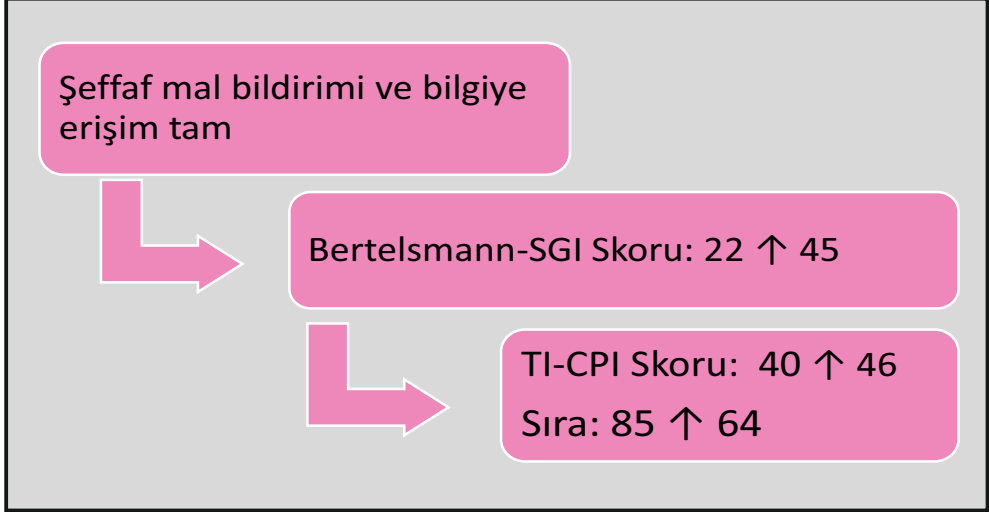 Şeffaf mal bildirimi ve bilgiye
erişim tam
Bertelsmann-SGI Skoru: 22 ↑ 45
TI-CPI Skoru: 40 ↑ 46
Sıra: 85 ↑ 64